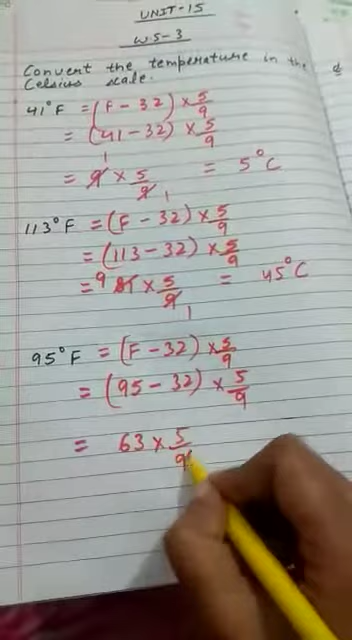 UNIT-15
W.S-3
Convert the temperature in the
Celsius scale.
41°F = (F - 32) × 5/9
= (41 - 32) × 5/9
= 9 × 5/9 = 5°C
113°F = (F - 32) × 5/9
= (113 - 32) × 5/9
= 81 × 5/9 = 45°C
95°F = (F - 32) × 5/9
= (95 - 32) × 5/9
= 63 × 5/9